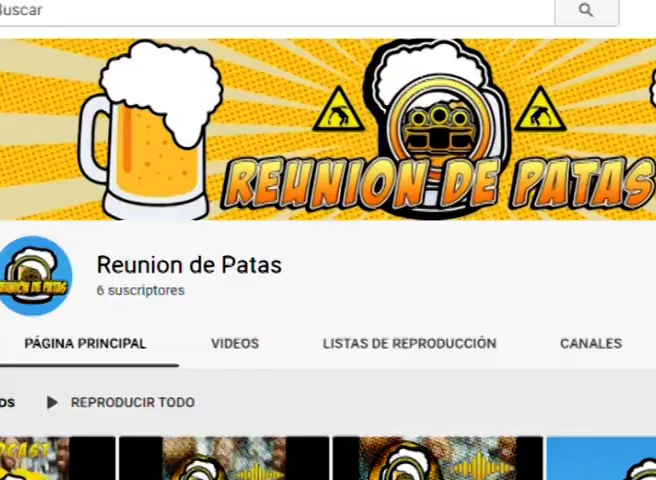 Buscar
REUNION DE PATAS
REUNION DE PATAS
Reunion de Patas
6 suscriptores
PÁGINA PRINCIPAL VIDEOS LISTAS DE REPRODUCCIÓN CANALES
REPRODUCIR TODO